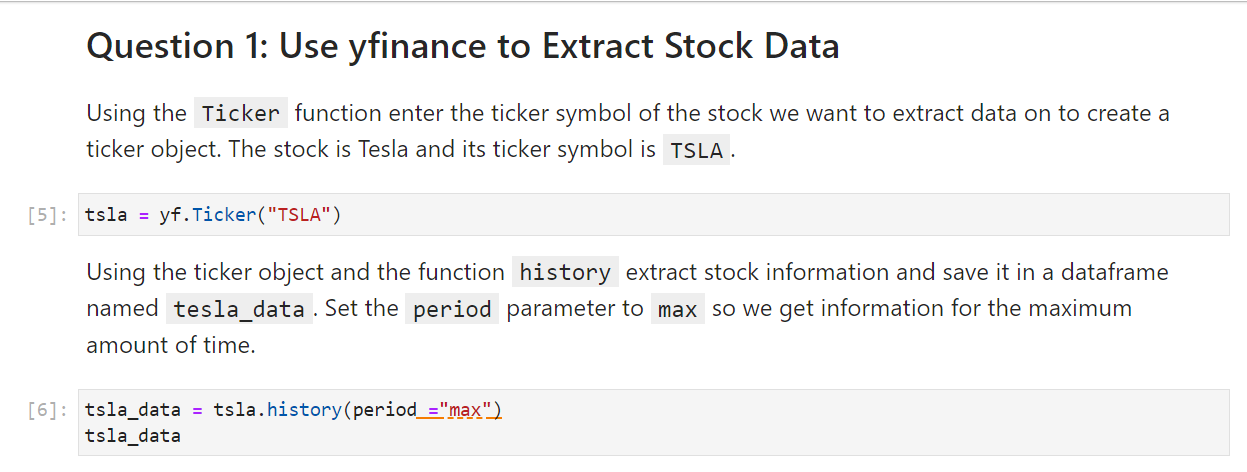 Question 1: Use yfinance to Extract Stock Data
Using the Ticker function enter the ticker symbol of the stock we want to extract data on to create a
ticker object. The stock is Tesla and its ticker symbol is TSLA .
[5]: tsla = yf.Ticker("TSLA")
Using the ticker object and the function history extract stock information and save it in a dataframe
named tesla_data . Set the period parameter to max so we get information for the maximum
amount of time.
[6]: tsla_data = tsla.history(period ="max")
tsla_data